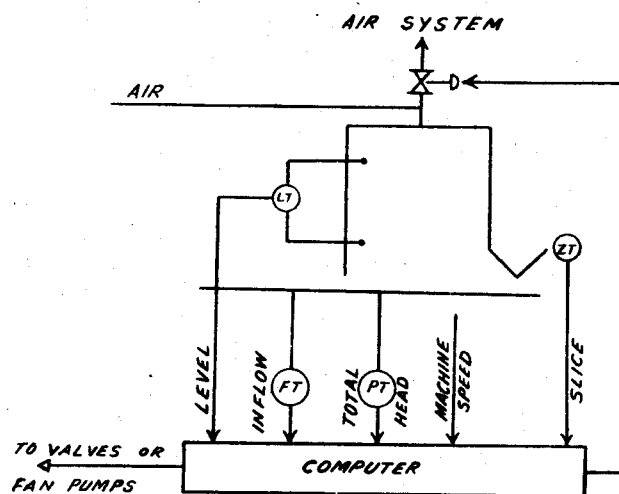 AIR SYSTEM
AIR
LT
ZT
LEVEL
INFLOW
FT
TOTAL
HEAD
PT
MACHINE
SPEED
SLICE
TO VALVES OR
FAN PUMPS
COMPUTER